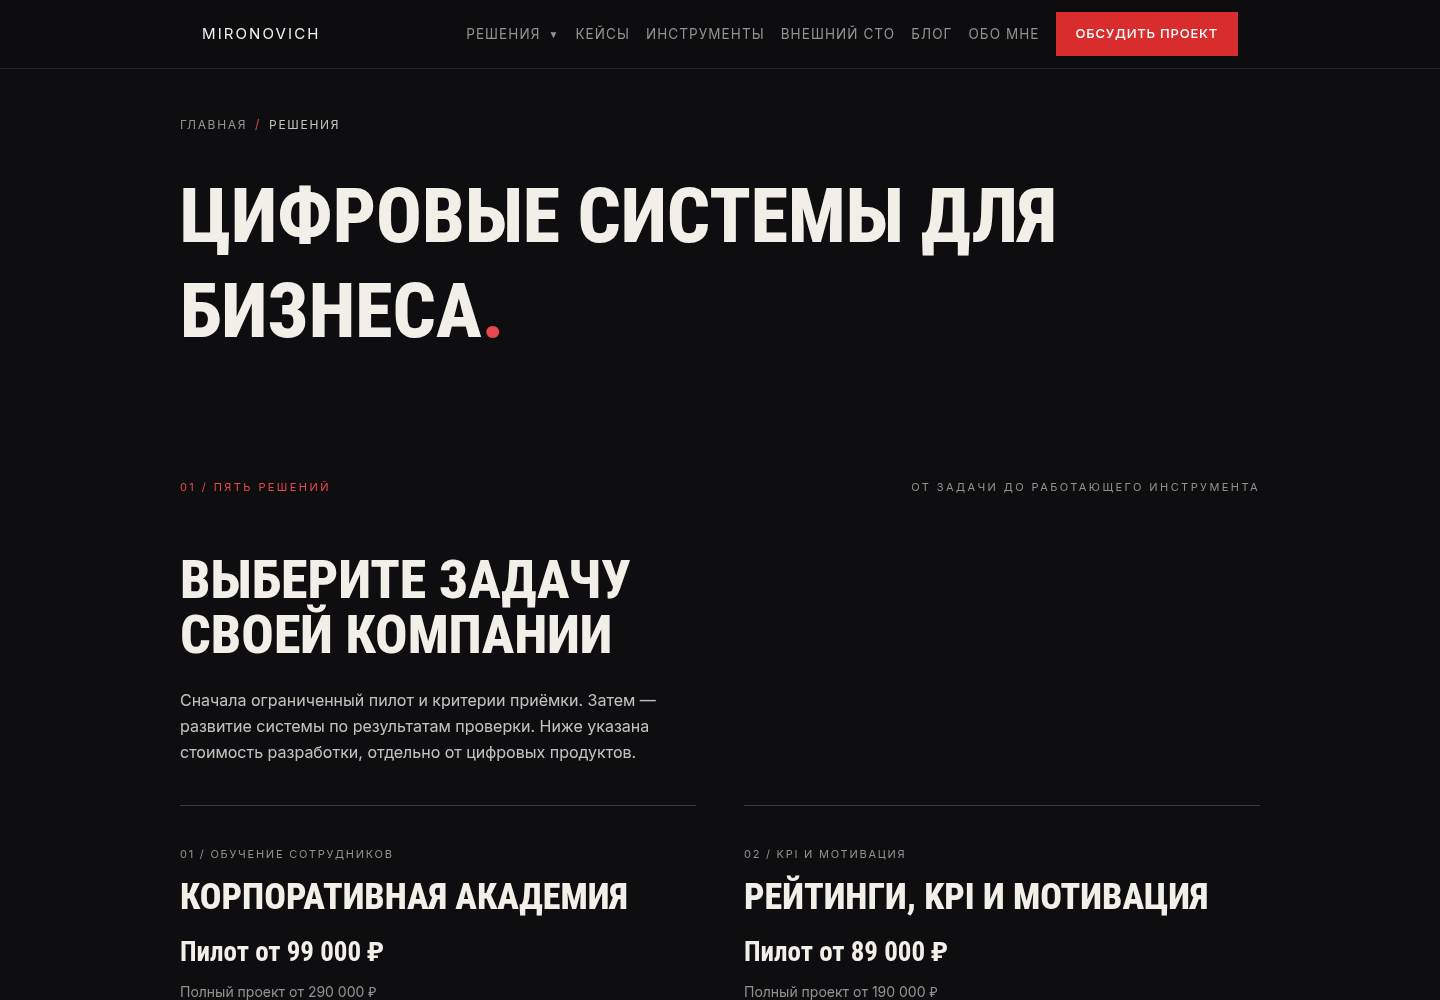 MIRONOVICH
РЕШЕНИЯ ▾ КЕЙСЫ ИНСТРУМЕНТЫ ВНЕШНИЙ СТО БЛОГ ОБО МНЕ ОБСУДИТЬ ПРОЕКТ
ГЛАВНАЯ / РЕШЕНИЯ
ЦИФРОВЫЕ СИСТЕМЫ ДЛЯ
БИЗНЕСА.
01 / ПЯТЬ РЕШЕНИЙ
ОТ ЗАДАЧИ ДО РАБОТАЮЩЕГО ИНСТРУМЕНТА
ВЫБЕРИТЕ ЗАДАЧУ
СВОЕЙ КОМПАНИИ
Сначала ограниченный пилот и критерии приёмки. Затем —
развитие системы по результатам проверки. Ниже указана
стоимость разработки, отдельно от цифровых продуктов.
01 / ОБУЧЕНИЕ СОТРУДНИКОВ
КОРПОРАТИВНАЯ АКАДЕМИЯ
Пилот от 99 000 ₽
Полный проект от 290 000 ₽
02 / KPI И МОТИВАЦИЯ
РЕЙТИНГИ, KPI И МОТИВАЦИЯ
Пилот от 89 000 ₽
Полный проект от 190 000 ₽